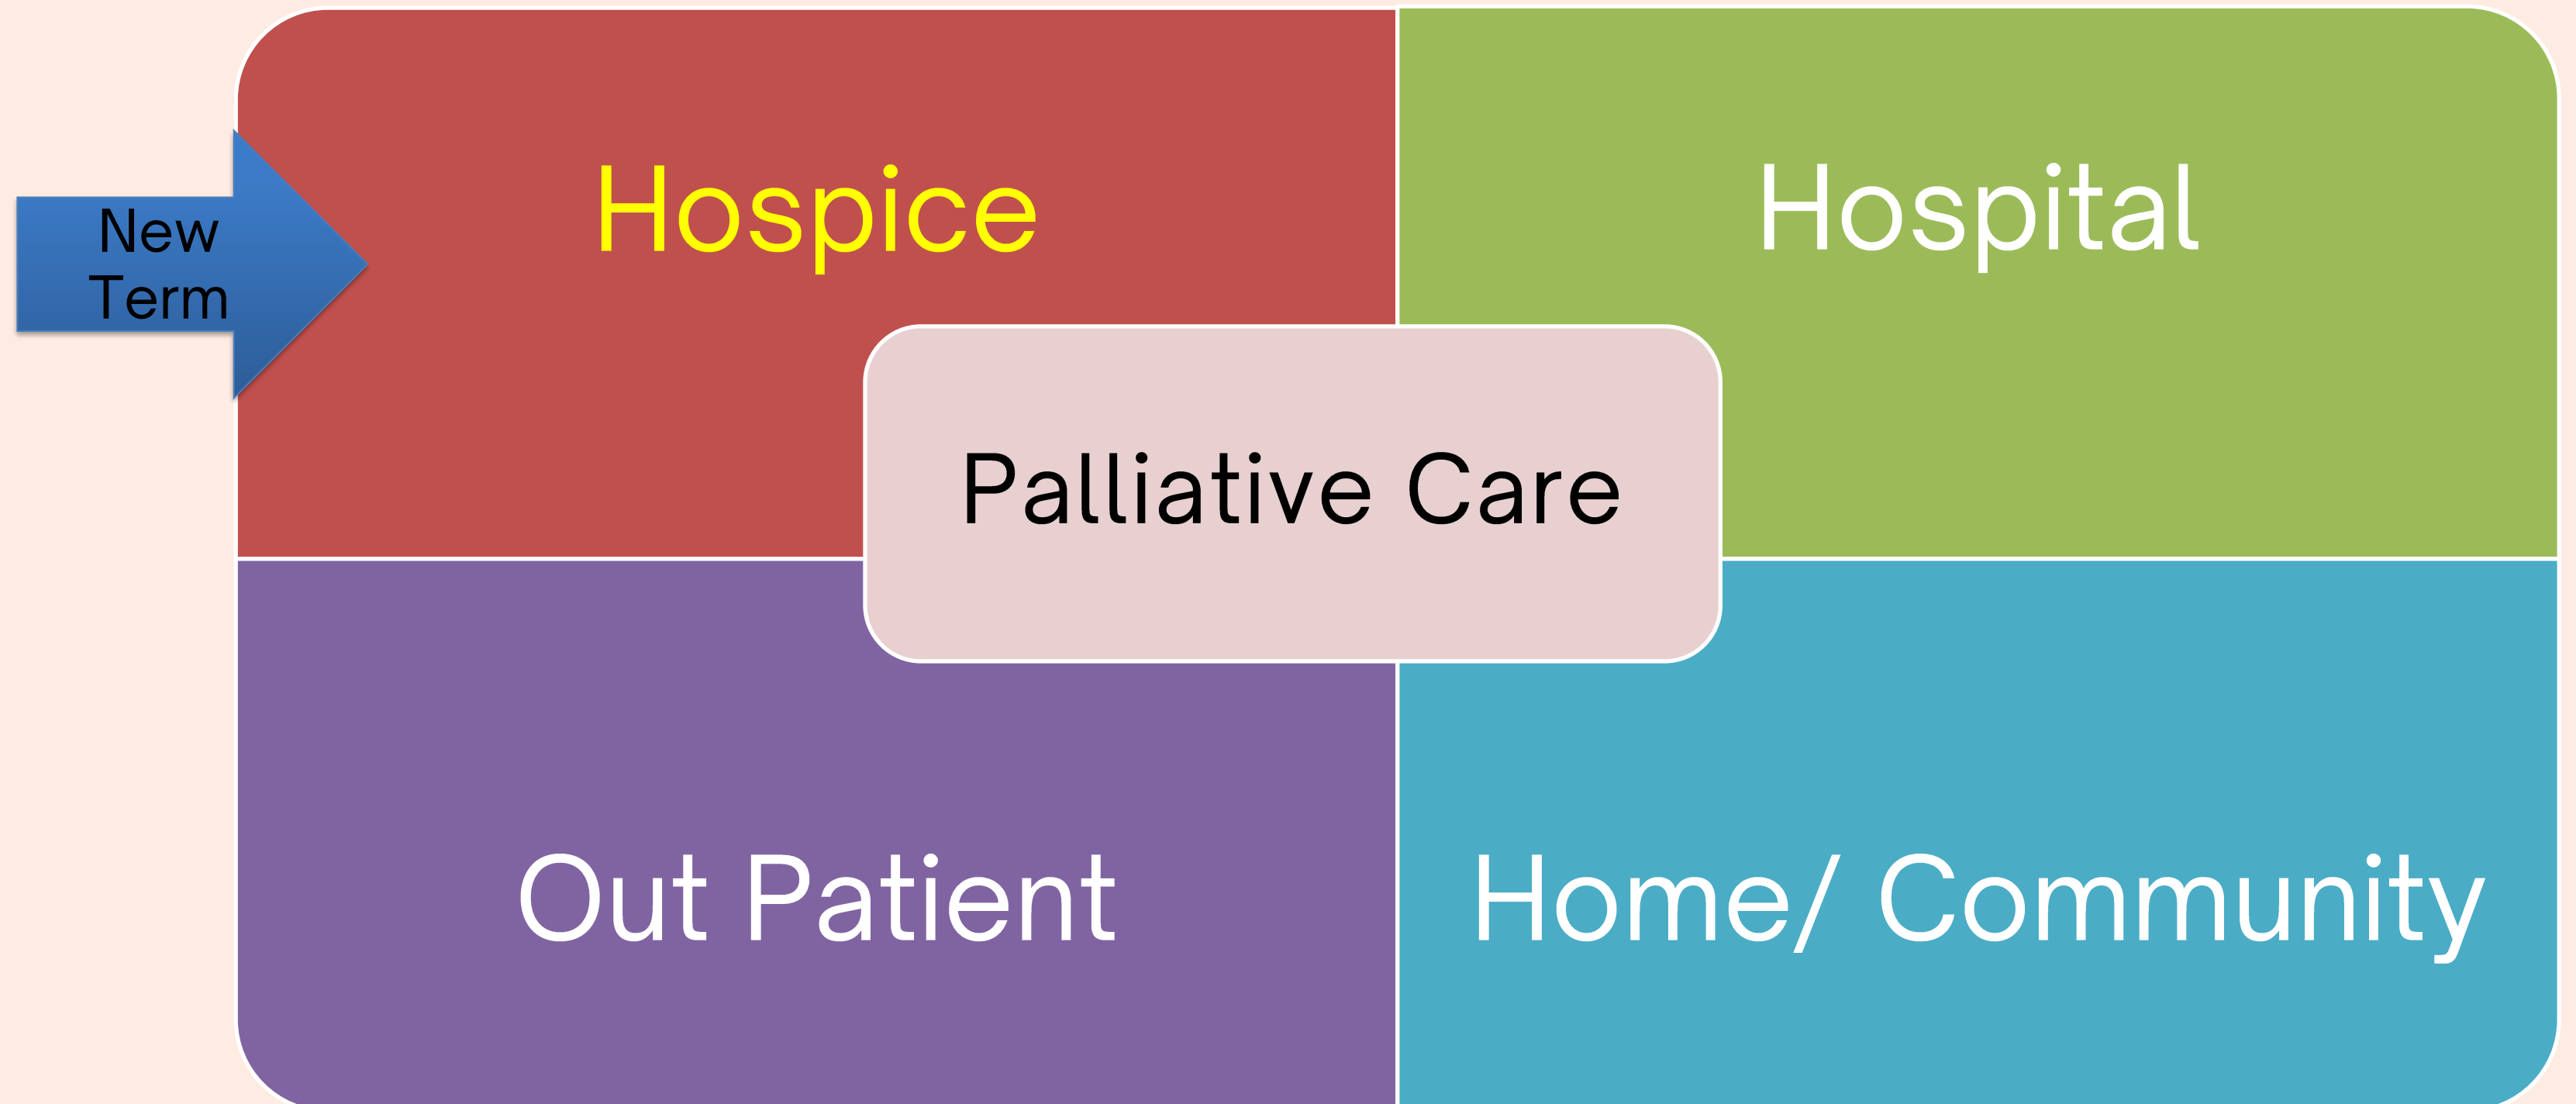 Hospice
Hospital
New
Term
Palliative Care
Out Patient
Home/ Community